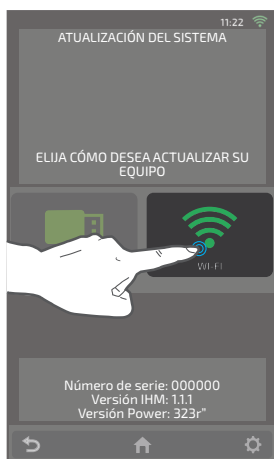 11:22
ATUALIZACIÓN DEL SISTEMA
ELIJA CÓMO DESEA ACTUALIZAR SU
EQUIPO
WI-FI
Número de serie: 000000
Versión IHM: 1.1.1
Versión Power: 323r"